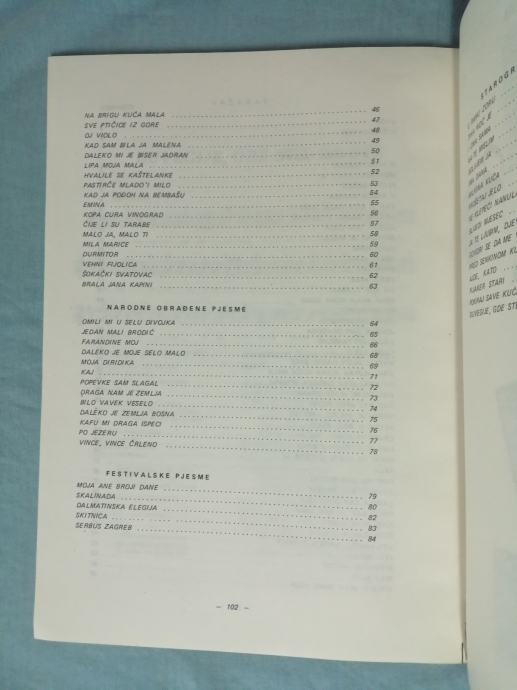 NA BRIGU KUĆA MALA 46
SVE PTIČICE IZ GORE 47
OJ VIOLO 48
KAD SAM BILA JA MALENA 49
DALEKO MI JE BISER JADRAN 50
LIPA MOJA MALA 51
HVALILE SE KAŠTELANKE 52
PASTIRČE MLADO'I MILO 53
KAD JA POĐOH NA BEMBAŠU 54
EMINA 55
KOPA CURA VINOGRAD 56
ČIJE LI SU TARABE 57
MALO JA, MALO TI 58
MILA MARICE 59
DURMITOR 60
VEHNI FIJOLICA 61
ŠOKAČKI SVATOVAC 62
BRALA JANA KAPINI 63
NARODNE OBRAĐENE PJESME
OMILI MI U SELU DIVOJKA 64
JEDAN MALI BRODIĆ 65
FARANDINE MOJ 66
DALEKO JE MOJE SELO MALO 68
MOJA DIRIDIKA 69
KAJ 71
POPEVKE SAM SLAGAL 72
DRAGA NAM JE ZEMLJA 73
BILO VAVEK VESELO 74
DALEKO JE ZEMLJA BOSNA 75
KAFU MI DRAGA ISPECI 76
PO JEZERU 77
VINCE, VINCE ČRLENO 78
FESTIVALSKE PJESME
MOJA ANE BROJI DANE 79
SKALINADA 80
DALMATINSKA ELEGIJA 82
SKITNICA 83
SERBUS ZAGREB 84
– 102 –
STAROGR